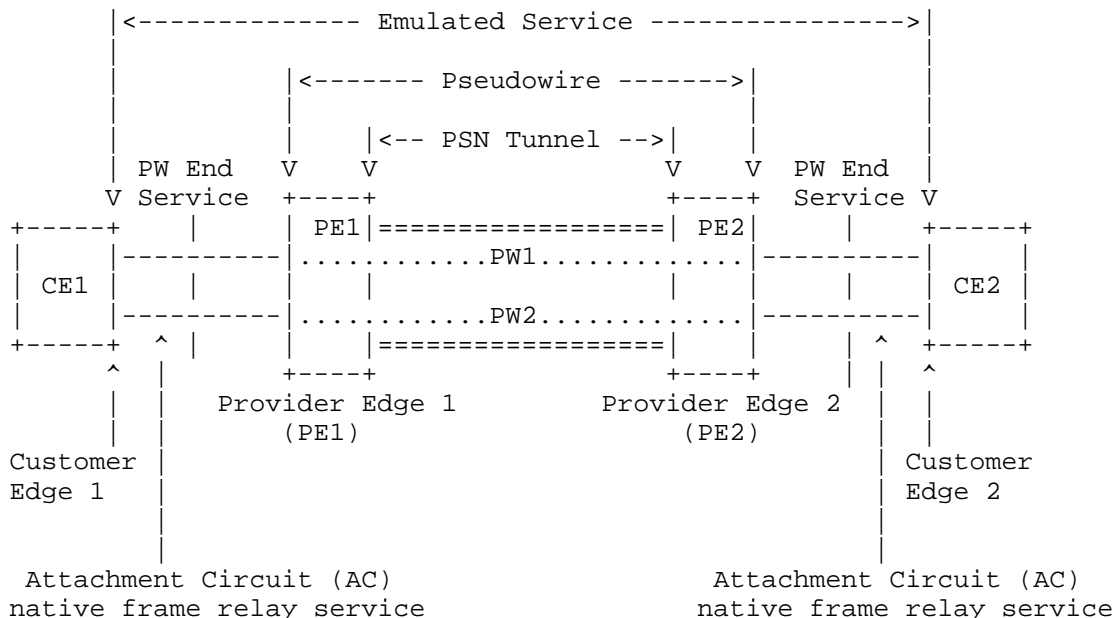 |<-------------- Emulated Service ---------------->|
|<------- Pseudowire ------->|
|<-- PSN Tunnel -->|
PW End V V V V PW End
V Service +----+ +----+ Service V
+-----+ | | PE1|==================| PE2| | +-----+
| |----------|............PW1.............|----------| |
| CE1 | | | | | | | | CE2 |
| |----------|............PW2.............|----------| |
+-----+ ^ | | |==================| | | ^ +-----+
^ | +----+ +----+ | | ^
| | Provider Edge 1 Provider Edge 2 | |
| | (PE1) (PE2) | |
Customer | | Customer
Edge 1 | | Edge 2
Attachment Circuit (AC) Attachment Circuit (AC)
native frame relay service native frame relay service